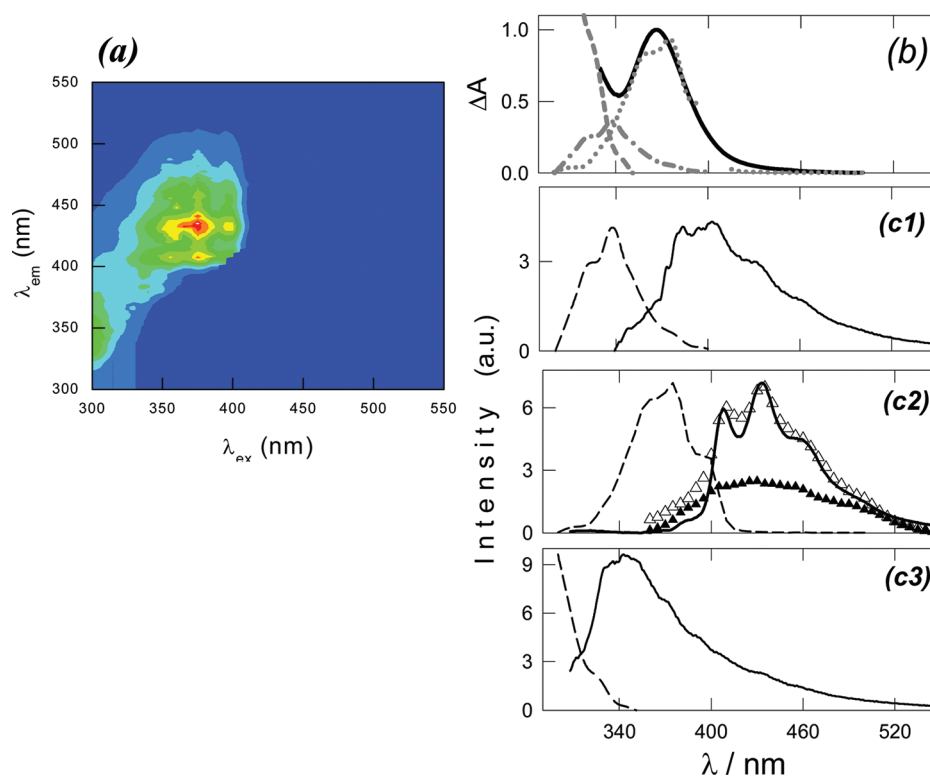 (a)
550
500
450
400
350
300
λem (nm)
300 350 400 450 500 550
λex (nm)
(b)
1.0
0.5
0.0
ΔA
(c1)
3
0
(c2)
6
3
0
(c3)
9
6
3
0
Intensity (a.u.)
340 400 460 520
λ / nm